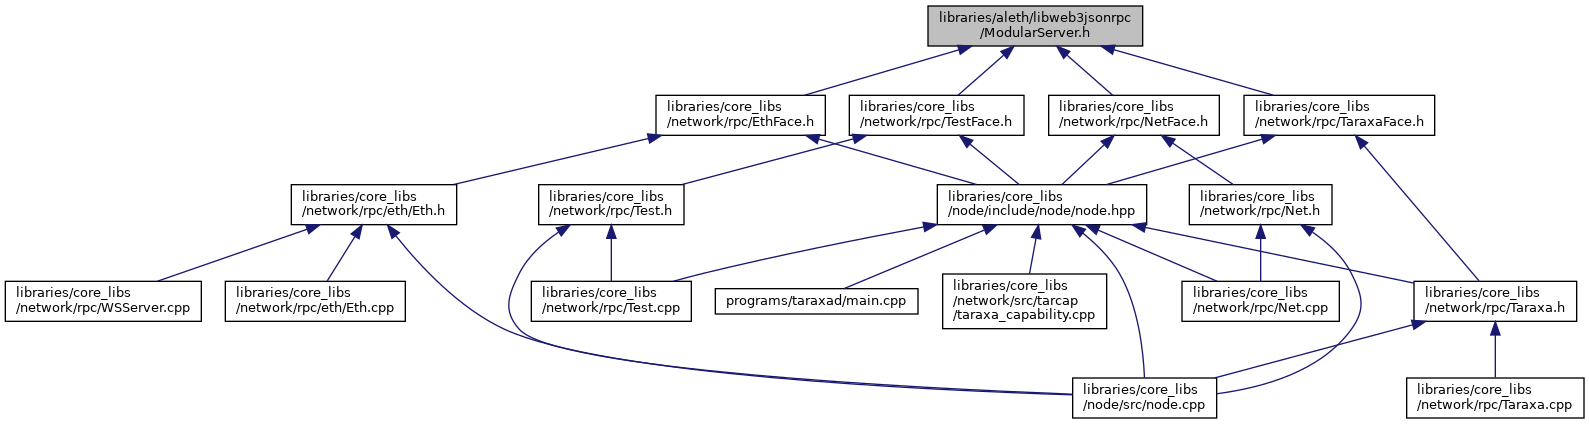 libraries/aleth/libweb3jsonrpc
/ModularServer.h
libraries/core_libs
/network/rpc/EthFace.h
libraries/core_libs
/network/rpc/TestFace.h
libraries/core_libs
/network/rpc/NetFace.h
libraries/core_libs
/network/rpc/TaraxaFace.h
libraries/core_libs
/network/rpc/eth/Eth.h
libraries/core_libs
/network/rpc/Test.h
libraries/core_libs
/node/include/node/node.hpp
libraries/core_libs
/network/rpc/Net.h
libraries/core_libs
/network/rpc/WSServer.cpp
libraries/core_libs
/network/rpc/eth/Eth.cpp
libraries/core_libs
/network/rpc/Test.cpp
programs/taraxad/main.cpp
libraries/core_libs
/network/src/tarcap
/taraxa_capability.cpp
libraries/core_libs
/network/rpc/Net.cpp
libraries/core_libs
/network/rpc/Taraxa.h
libraries/core_libs
/node/src/node.cpp
libraries/core_libs
/network/rpc/Taraxa.cpp